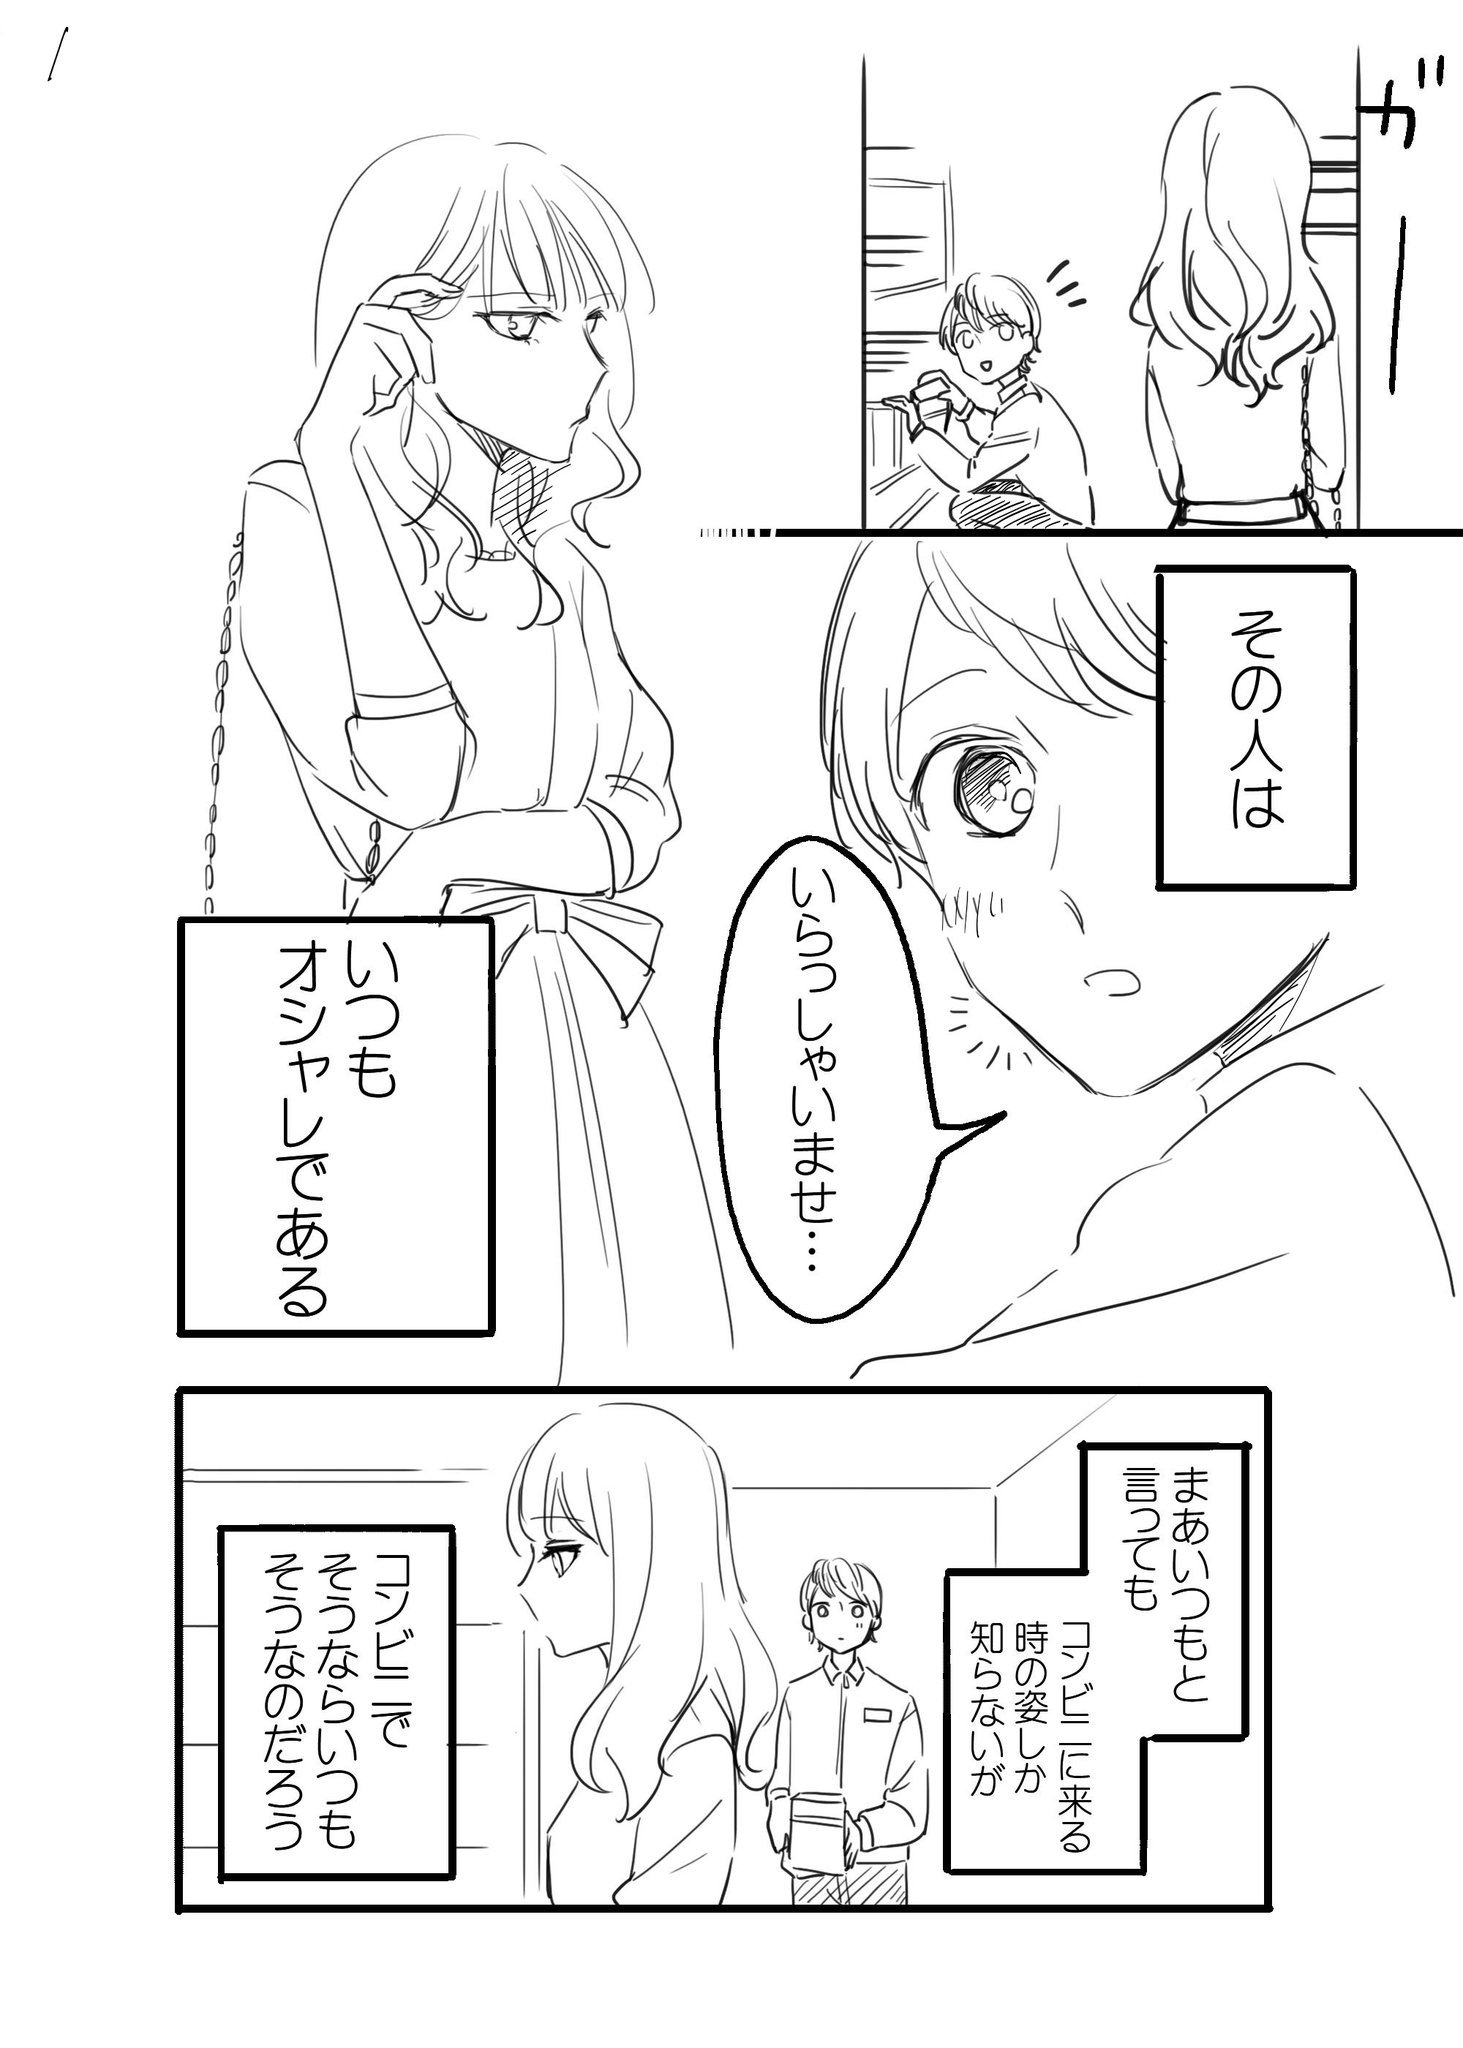 ガー
その人は
いらっしゃいませ…
いつも
オシャレである
まあいつもと
言っても
コンビニに来る
時の姿しか
知らないが
コンビニで
そうならいつも
そうなのだろう